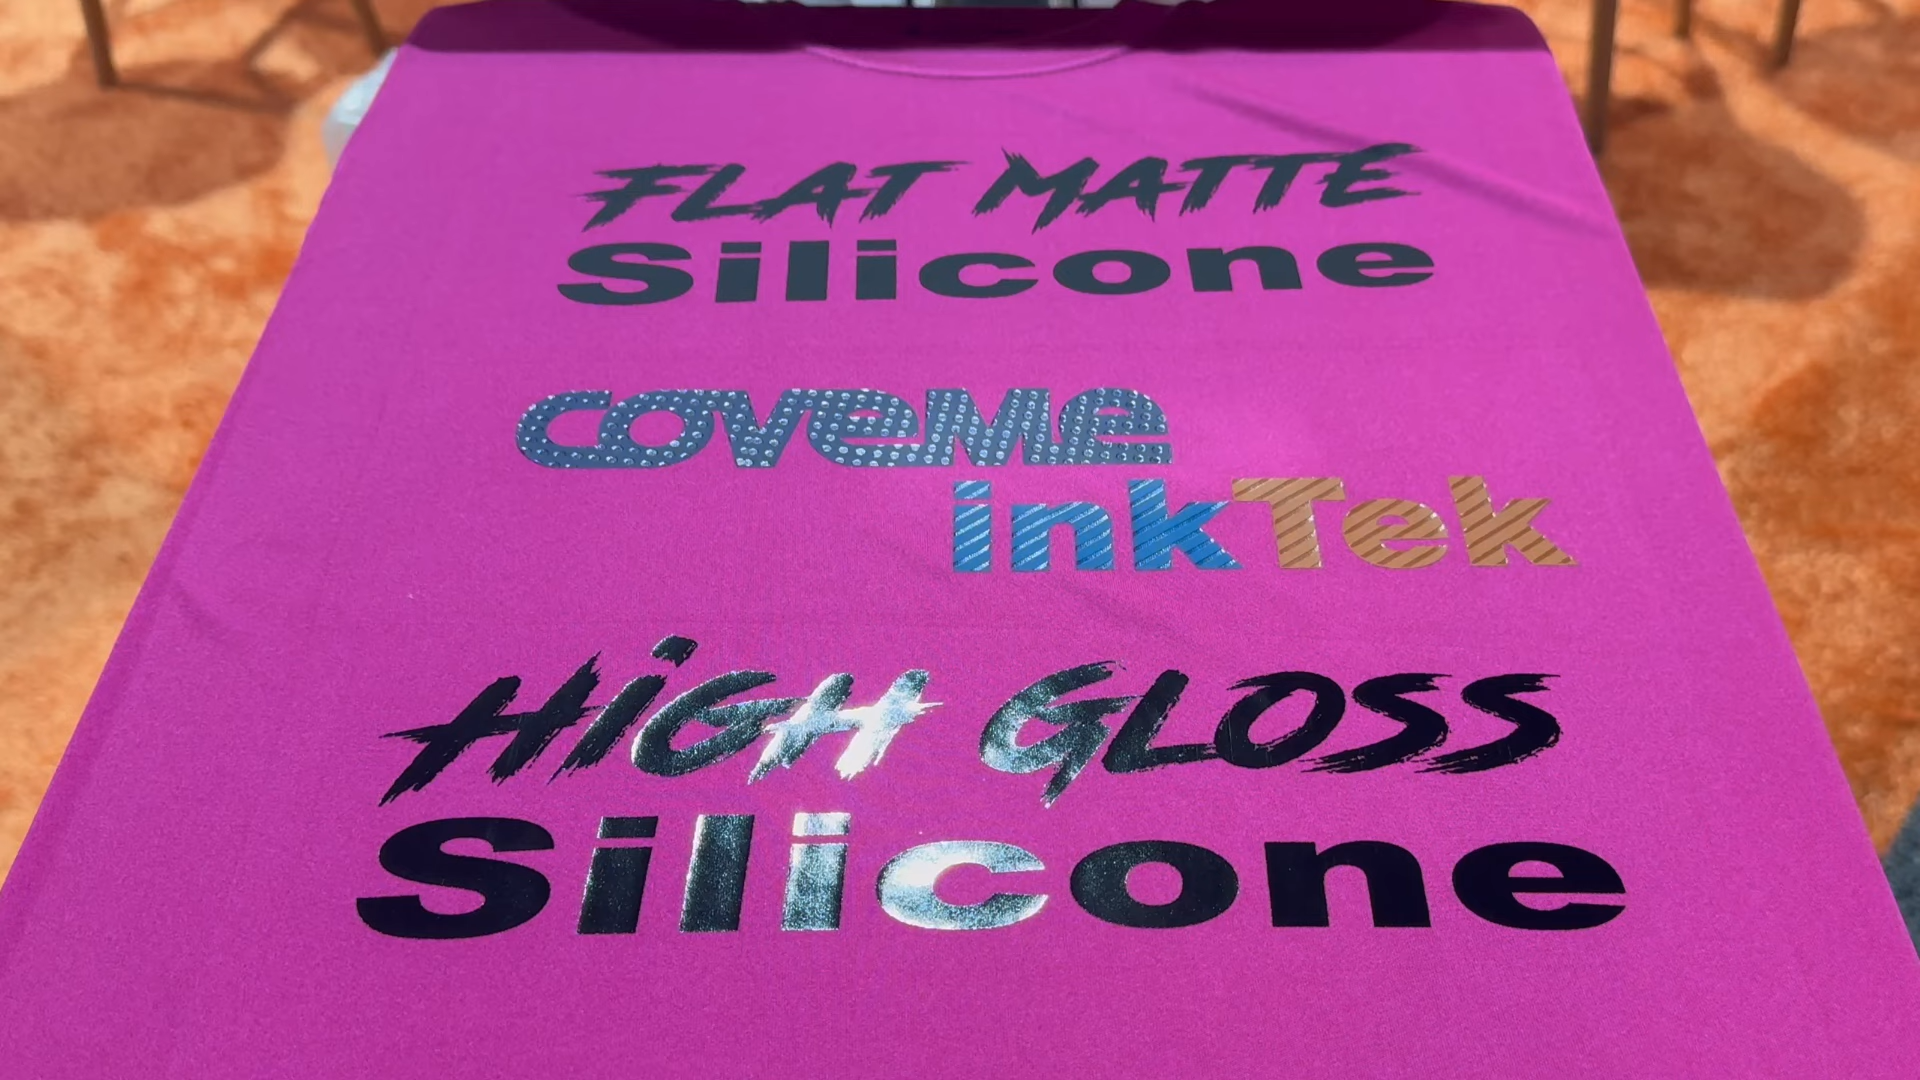 FLAT MATTE
Silicone
coveme
inkTek
HiGH GLOSS
Silicone